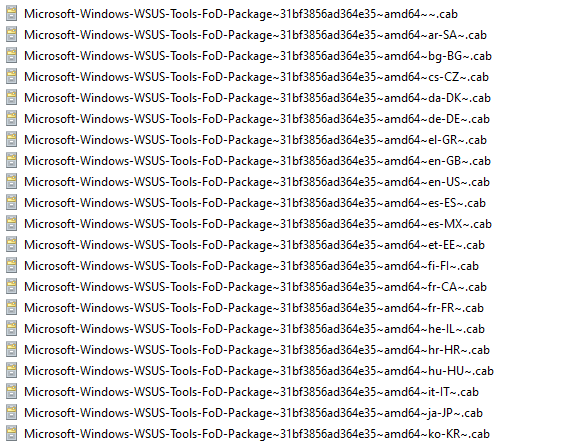 Microsoft-Windows-WSUS-Tools-FoD-Package~31bf3856ad364e35~amd64~~.cab
Microsoft-Windows-WSUS-Tools-FoD-Package~31bf3856ad364e35~amd64~ar-SA~.cab
Microsoft-Windows-WSUS-Tools-FoD-Package~31bf3856ad364e35~amd64~bg-BG~.cab
Microsoft-Windows-WSUS-Tools-FoD-Package~31bf3856ad364e35~amd64~cs-CZ~.cab
Microsoft-Windows-WSUS-Tools-FoD-Package~31bf3856ad364e35~amd64~da-DK~.cab
Microsoft-Windows-WSUS-Tools-FoD-Package~31bf3856ad364e35~amd64~de-DE~.cab
Microsoft-Windows-WSUS-Tools-FoD-Package~31bf3856ad364e35~amd64~el-GR~.cab
Microsoft-Windows-WSUS-Tools-FoD-Package~31bf3856ad364e35~amd64~en-GB~.cab
Microsoft-Windows-WSUS-Tools-FoD-Package~31bf3856ad364e35~amd64~en-US~.cab
Microsoft-Windows-WSUS-Tools-FoD-Package~31bf3856ad364e35~amd64~es-ES~.cab
Microsoft-Windows-WSUS-Tools-FoD-Package~31bf3856ad364e35~amd64~es-MX~.cab
Microsoft-Windows-WSUS-Tools-FoD-Package~31bf3856ad364e35~amd64~et-EE~.cab
Microsoft-Windows-WSUS-Tools-FoD-Package~31bf3856ad364e35~amd64~fi-FI~.cab
Microsoft-Windows-WSUS-Tools-FoD-Package~31bf3856ad364e35~amd64~fr-CA~.cab
Microsoft-Windows-WSUS-Tools-FoD-Package~31bf3856ad364e35~amd64~fr-FR~.cab
Microsoft-Windows-WSUS-Tools-FoD-Package~31bf3856ad364e35~amd64~he-IL~.cab
Microsoft-Windows-WSUS-Tools-FoD-Package~31bf3856ad364e35~amd64~hr-HR~.cab
Microsoft-Windows-WSUS-Tools-FoD-Package~31bf3856ad364e35~amd64~hu-HU~.cab
Microsoft-Windows-WSUS-Tools-FoD-Package~31bf3856ad364e35~amd64~it-IT~.cab
Microsoft-Windows-WSUS-Tools-FoD-Package~31bf3856ad364e35~amd64~ja-JP~.cab
Microsoft-Windows-WSUS-Tools-FoD-Package~31bf3856ad364e35~amd64~ko-KR~.cab